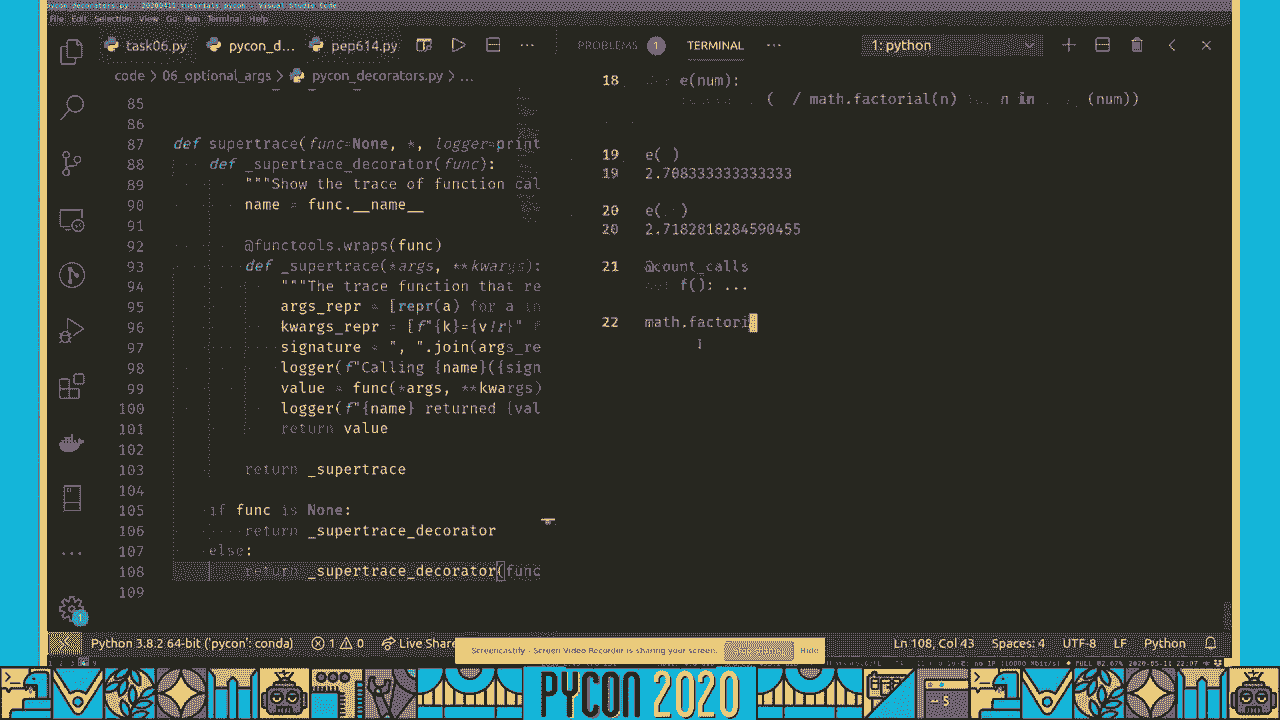 pycon_decorators.py - 20200411_tutorials_pycon - Visual Studio Code
File Edit Selection View Go Run Terminal Help
task06.py pycon_d... pep614.py ...
code > 06_optional_args > pycon_decorators.py > ...
85
86
87 def supertrace(func=None, *, logger=print
88 def _supertrace_decorator(func):
89 """Show the trace of function cal
90 name = func.__name__
91
92 @functools.wraps(func)
93 def _supertrace(*args, **kwargs):
94 """The trace function that re
95 args_repr = [repr(a) for a in
96 kwargs_repr = [f"{k}={v!r}"
97 signature = ", ".join(args_re
98 logger(f"Calling {name}({sign
99 value = func(*args, **kwargs)
100 logger(f"{name} returned {val
101 return value
102
103 return _supertrace
104
105 if func is None:
106 return _supertrace_decorator
107 else:
108 return _supertrace_decorator(func
109
PROBLEMS 1 TERMINAL ... 1: python
18 e(num):
( / math.factorial(n) n in (num))
19 e( )
19 2.708333333333333
20 e( )
20 2.7182818284590455
21 @count_calls
f(): ...
22 math.factori
Python 3.8.2 64-bit ('pycon': conda) 1 0 Live Share Ln 108, Col 43 Spaces: 4 UTF-8 LF Python
1
Screencastify - Screen Video Recorder is sharing your screen. Hide
PYCON 2020